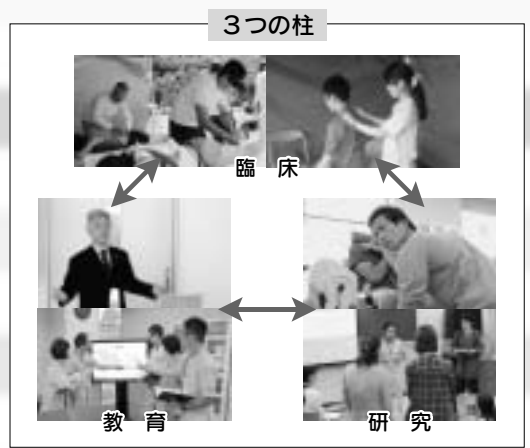 ３つの柱
臨 床
教 育
研 究